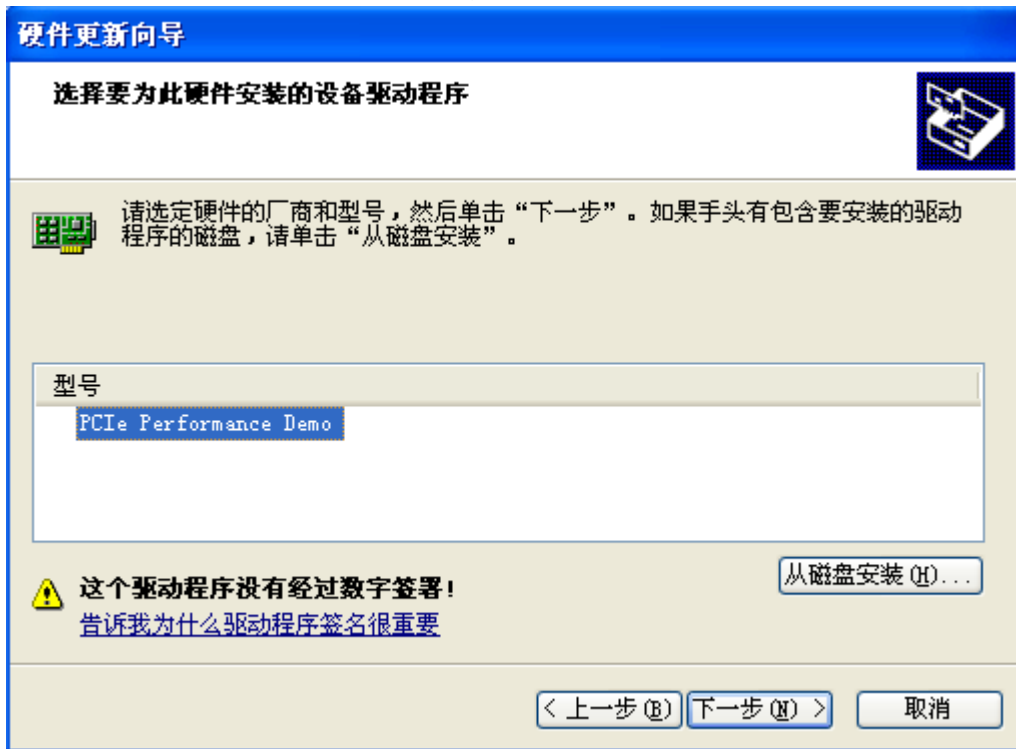 硬件更新向导
选择要为此硬件安装的设备驱动程序
请选定硬件的厂商和型号，然后单击“下一步”。如果手头有包含要安装的驱动
程序的磁盘，请单击“从磁盘安装”。
型号
PCIe Performance Demo
这个驱动程序没有经过数字签署!
从磁盘安装(H)...
告诉我为什么驱动程序签名很重要
< 上一步(B)
下一步(N) >
取消